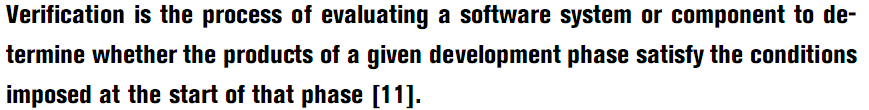 Verification is the process of evaluating a software system or component to de-
termine whether the products of a given development phase satisfy the conditions
imposed at the start of that phase [11].